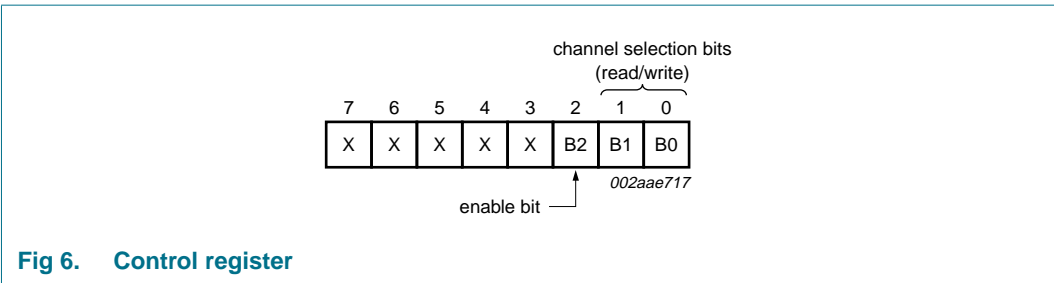 channel selection bits
(read/write)
7 6 5 4 3 2 1 0
X X X X X B2 B1 B0
002aae717
enable bit
Fig 6. Control register